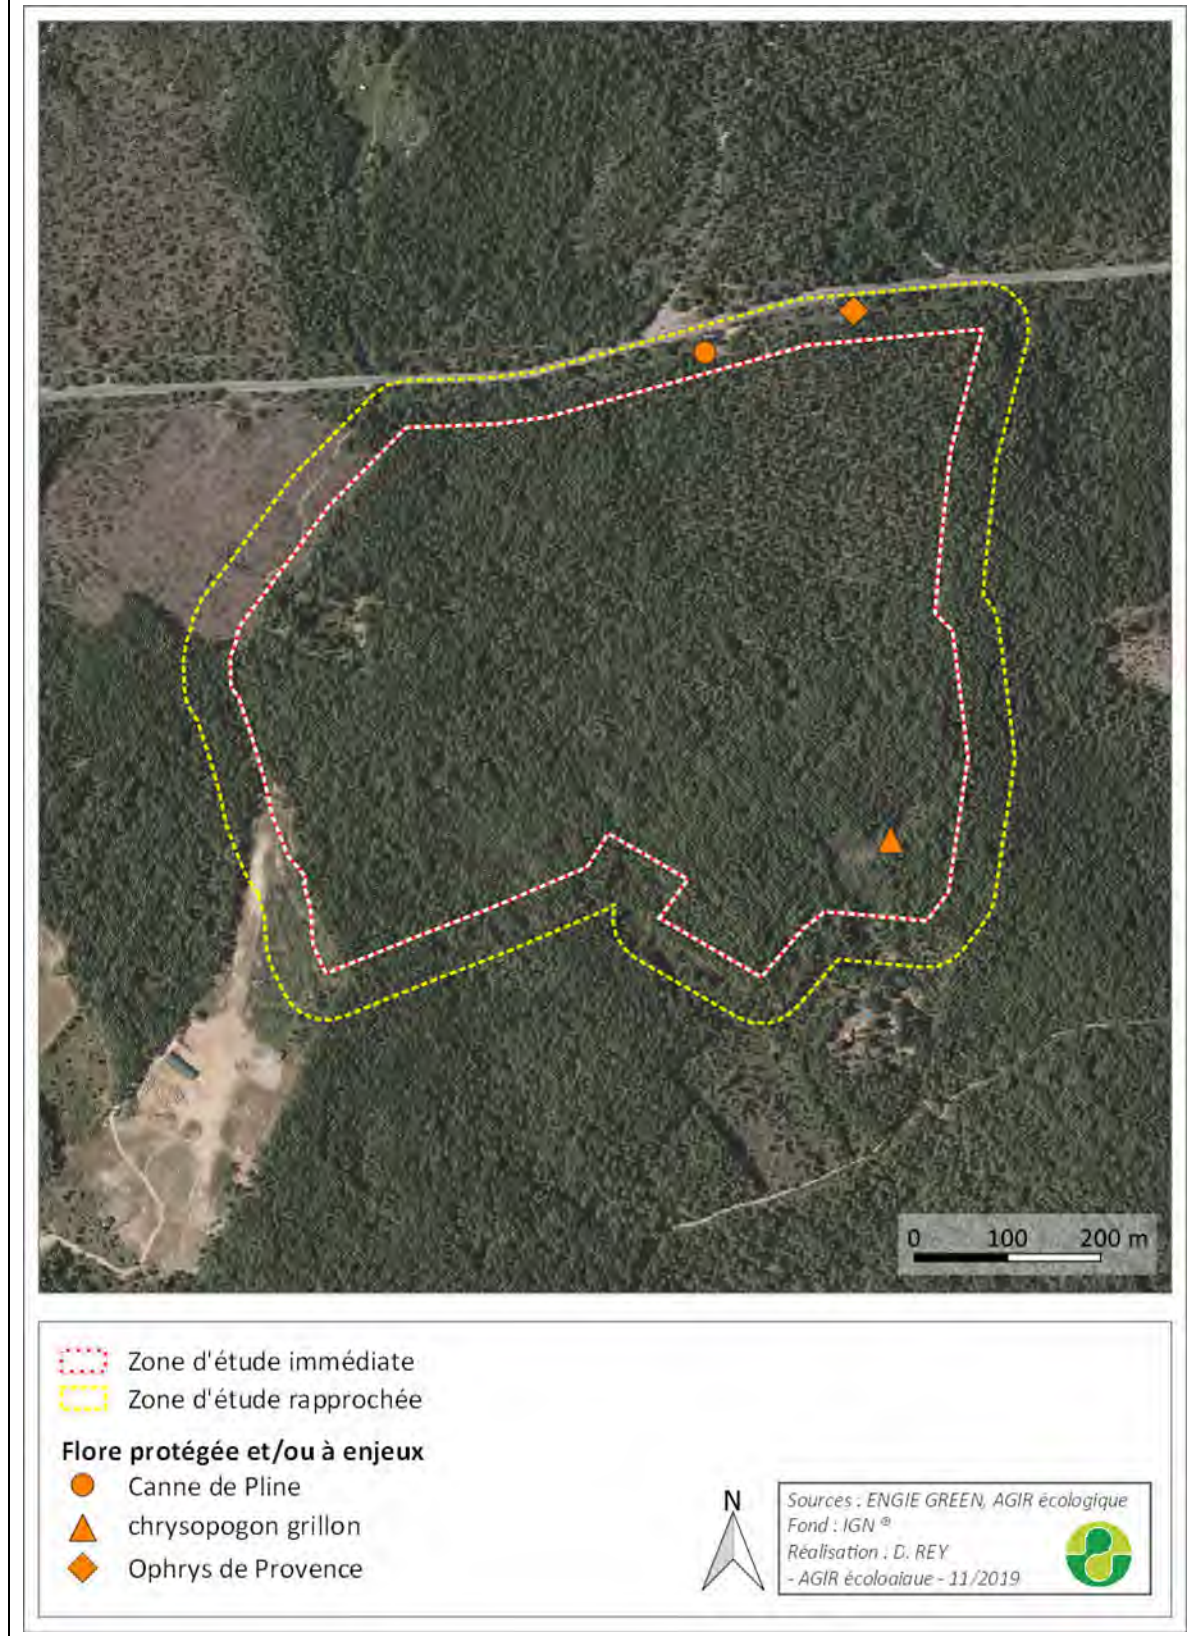 0 100 200 m
Zone d'étude immédiate
Zone d'étude rapprochée
Flore protégée et/ou à enjeux
Canne de Pline
chrysopogon grillon
Ophrys de Provence
N
Sources : ENGIE GREEN, AGIR écologique
Fond : IGN ®
Réalisation : D. REY
- AGIR écologique - 11/2019